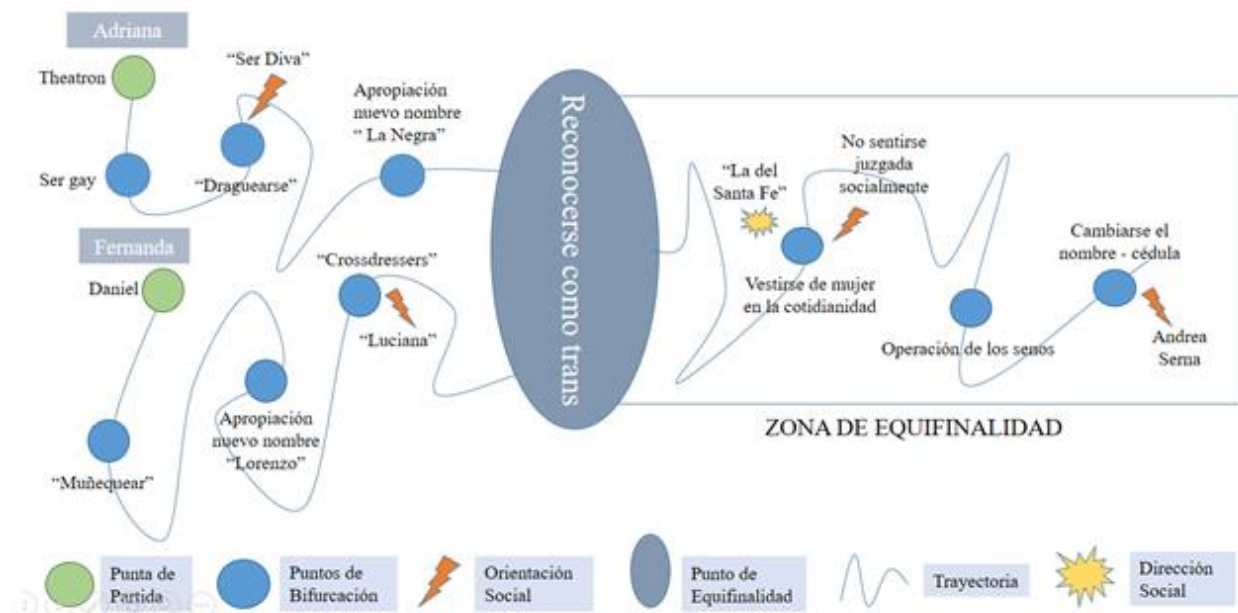 Adriana
Theatron
Ser gay
“Draguearse”
“Ser Diva”
Apropiación
nuevo nombre
“ La Negra”
Fernanda
Daniel
“Muñequear”
Apropiación
nuevo nombre
“Lorenzo”
“Crossdressers”
“Luciana”
Reconocerse como trans
“La del
Santa Fe”
No sentirse
juzgada
socialmente
Vestirse de mujer
en la cotidianidad
Operación de los senos
Cambiarse el
nombre - cédula
Andrea
Serna
ZONA DE EQUIFINALIDAD
Punta de
Partida
Puntos de
Bifurcación
Orientación
Social
Punto de
Equifinalidad
Trayectoria
Dirección
Social